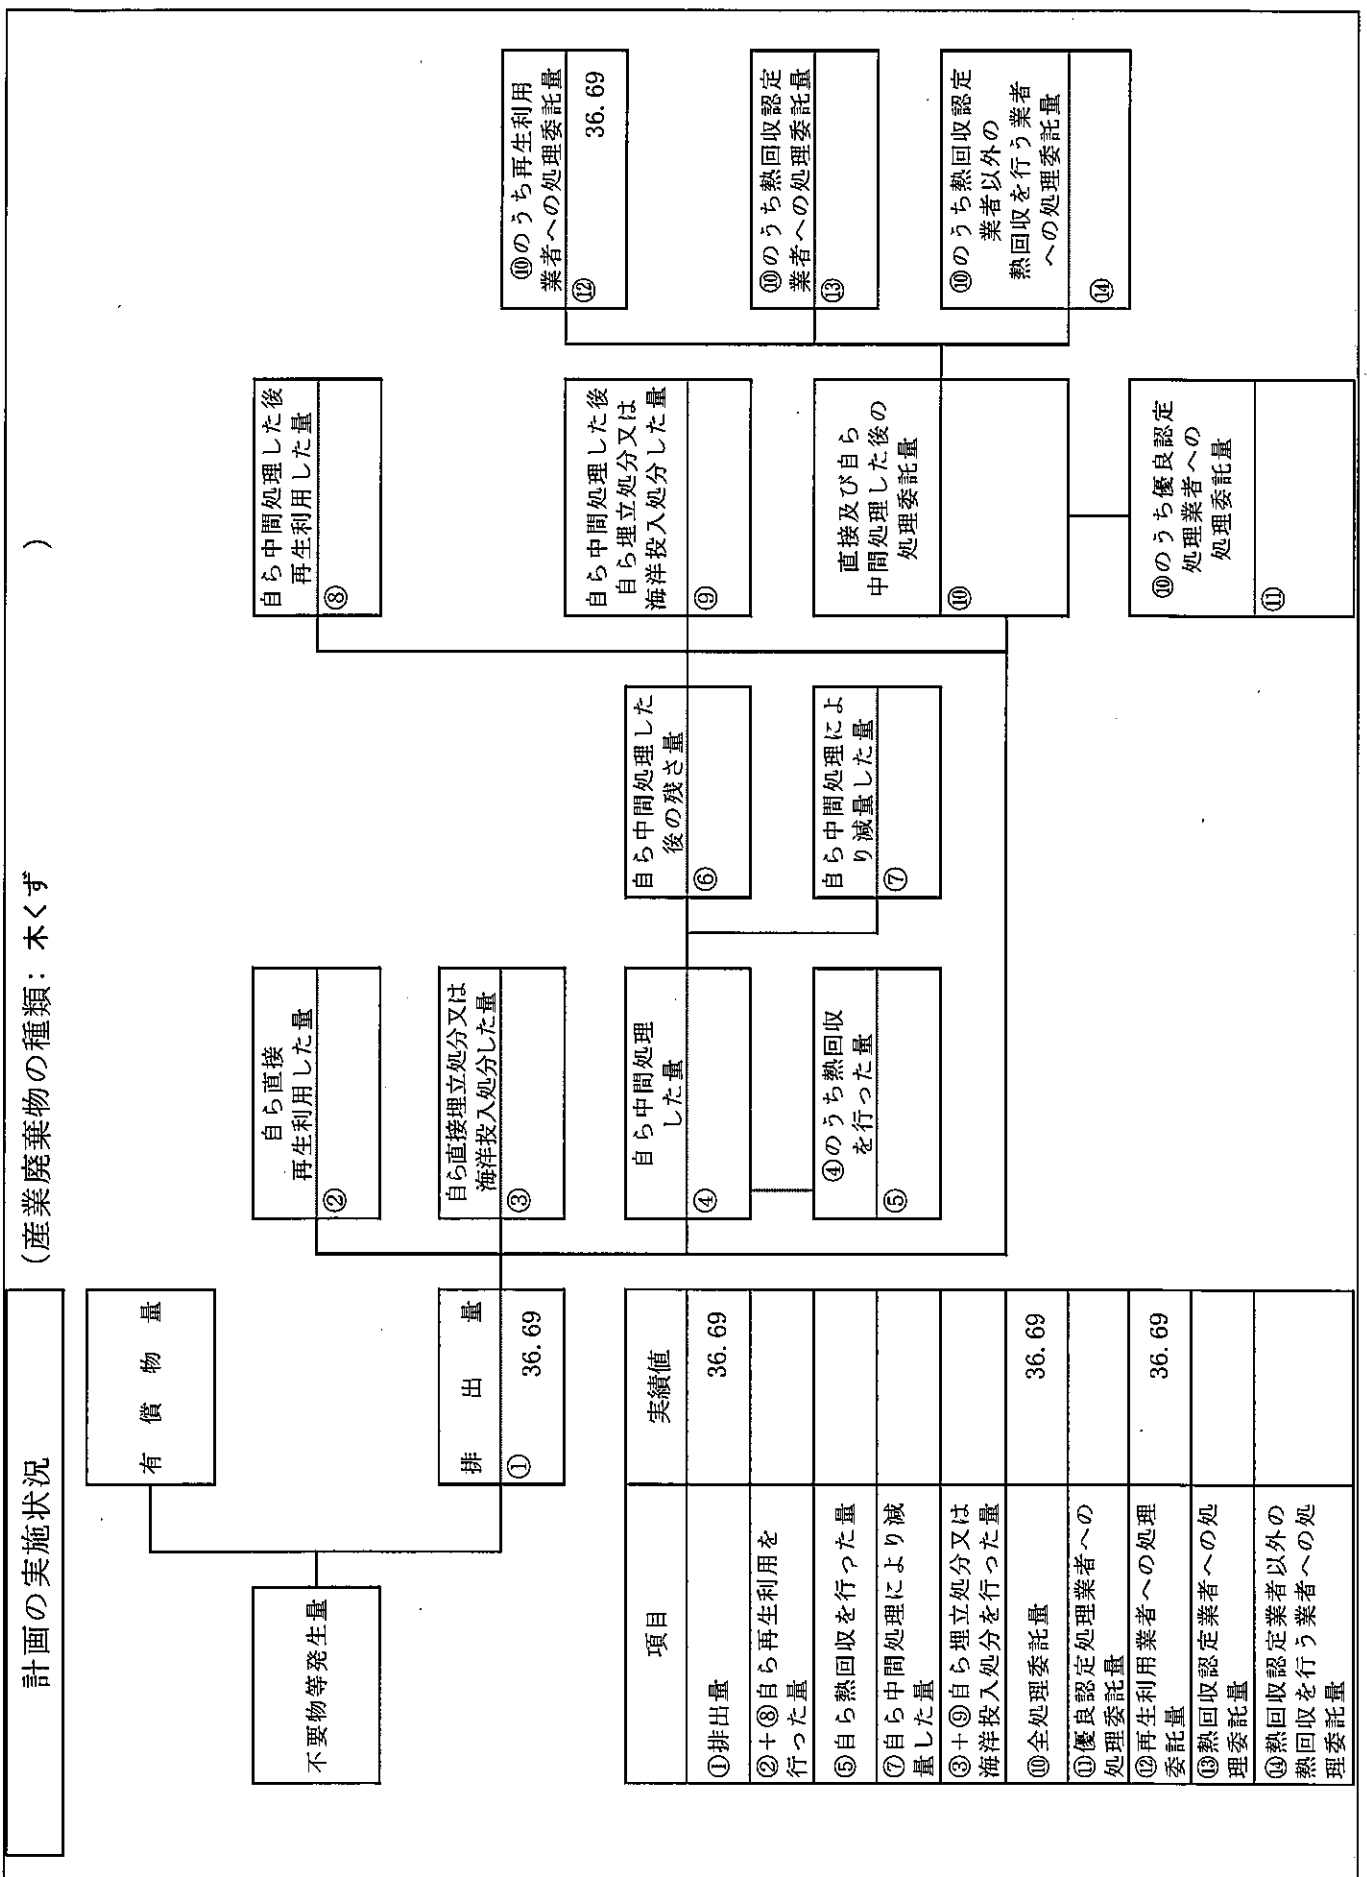 計画の実施状況
(産業廃棄物の種類: 木くず )
不要物等発生量
有償物量
排出量
① 36.69
自ら直接
再生利用した量
②
自ら直接埋立処分又は
海洋投入処分した量
③
自ら中間処理
した量
④
④のうち熱回収
を行った量
⑤
自ら中間処理した
後の残さ量
⑥
自ら中間処理によ
り減量した量
⑦
自ら中間処理した後
再生利用した量
⑧
自ら中間処理した後
自ら埋立処分又は
海洋投入処分した量
⑨
直接及び自ら
中間処理した後の
処理委託量
⑩
⑩のうち優良認定
処理業者への
処理委託量
⑪
⑩のうち再生利用
業者への処理委託量
⑫ 36.69
⑩のうち熱回収認定
業者への処理委託量
⑬
⑩のうち熱回収認定
業者以外の
熱回収を行う業者
への処理委託量
⑭
項目 実績値
①排出量 36.69
②+⑧自ら再生利用を
行った量
⑤自ら熱回収を行った量
⑦自ら中間処理により減
量した量
③+⑨自ら埋立処分又は
海洋投入処分を行った量
⑩全処理委託量 36.69
⑪優良認定処理業者への
処理委託量
⑫再生利用業者への処理
委託量 36.69
⑬熱回収認定業者への処
理委託量
⑭熱回収認定業者以外の
熱回収を行う業者への処
理委託量